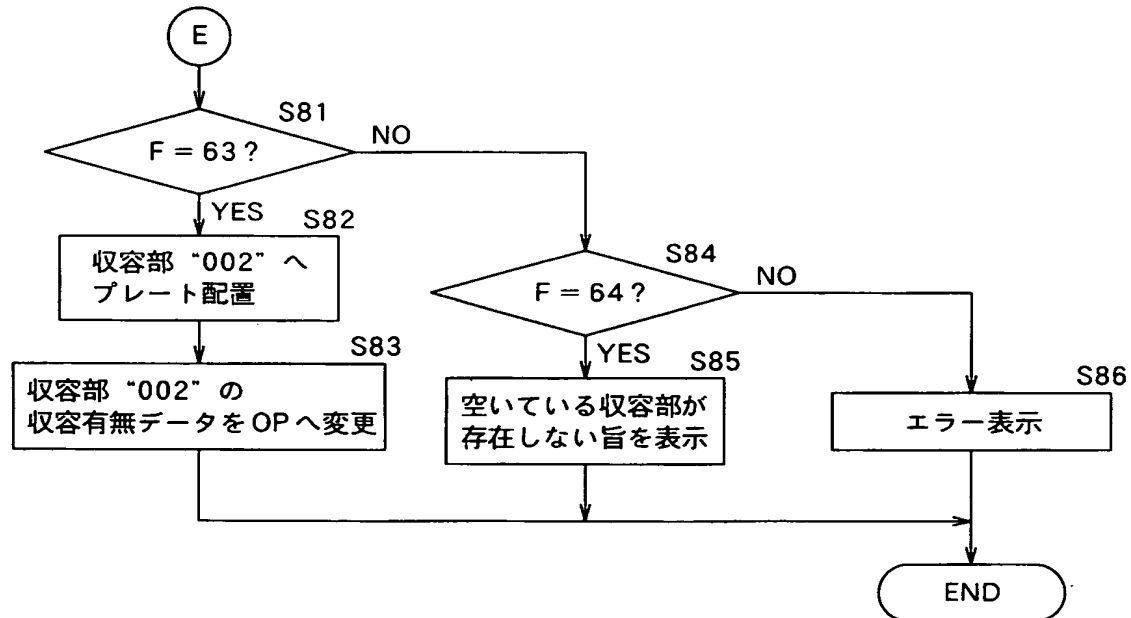 E
S81
F = 63 ?
NO
YES
S82
収容部 “002” へ
プレート配置
S84
F = 64 ?
NO
S83
収容部 “002” の
収容有無データをOPへ変更
YES
S85
空いている収容部が
存在しない旨を表示
S86
エラー表示
END